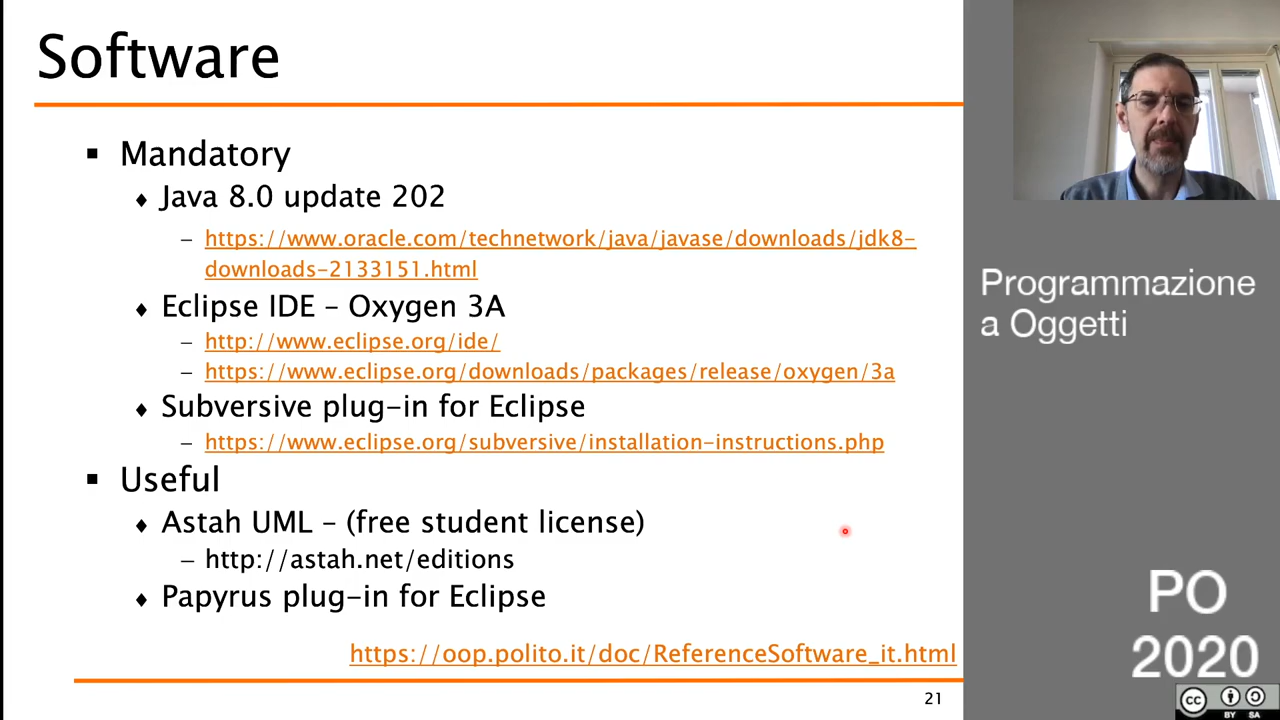 Software
Mandatory
Java 8.0 update 202
https://www.oracle.com/technetwork/java/javase/downloads/jdk8-
downloads-2133151.html
Eclipse IDE – Oxygen 3A
http://www.eclipse.org/ide/
https://www.eclipse.org/downloads/packages/release/oxygen/3a
Subversive plug-in for Eclipse
https://www.eclipse.org/subversive/installation-instructions.php
Useful
Astah UML – (free student license)
http://astah.net/editions
Papyrus plug-in for Eclipse
https://oop.polito.it/doc/ReferenceSoftware_it.html
21
Programmazione
a Oggetti
PO
2020
cc
BY SA